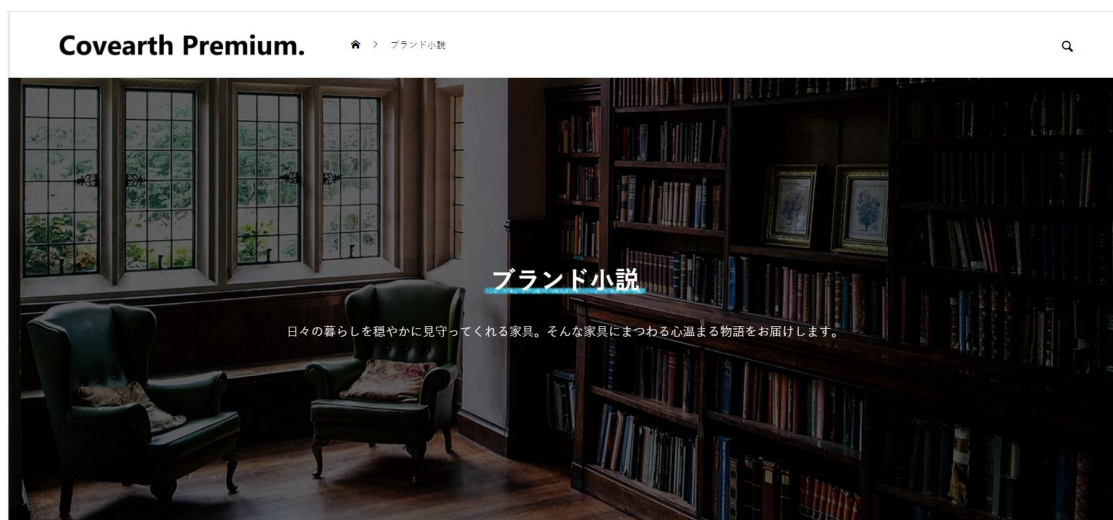 Covearth Premium.
ブランド小説
ブランド小説
日々の暮らしを穏やかに見守ってくれる家具。そんな家具にまつわる心温まる物語をお届けします。